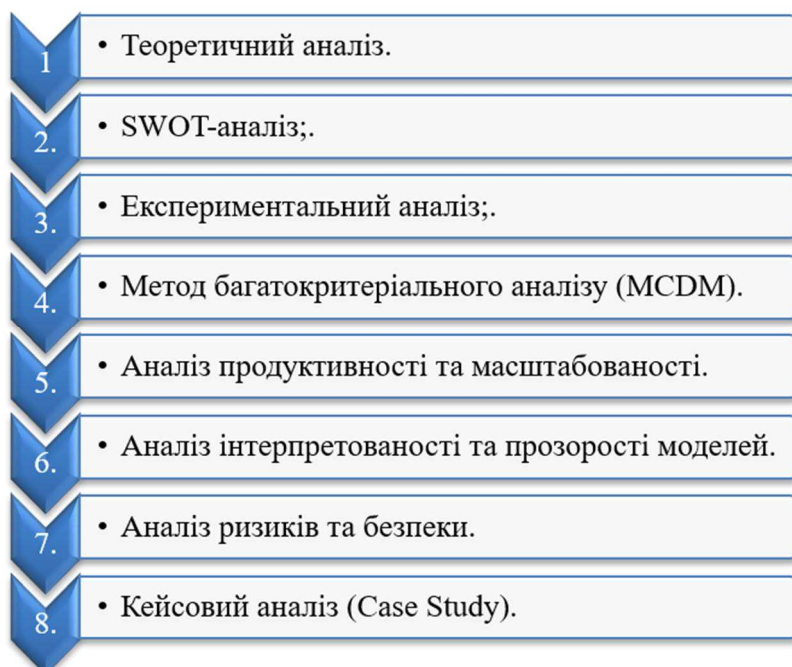 1 • Теоретичний аналіз.
2. • SWOT-аналіз;.
3. • Експериментальний аналіз;.
4. • Метод багатокритеріального аналізу (MCDM).
5. • Аналіз продуктивності та масштабованості.
6. • Аналіз інтерпретованості та прозорості моделей.
7. • Аналіз ризиків та безпеки.
8. • Кейсовий аналіз (Case Study).